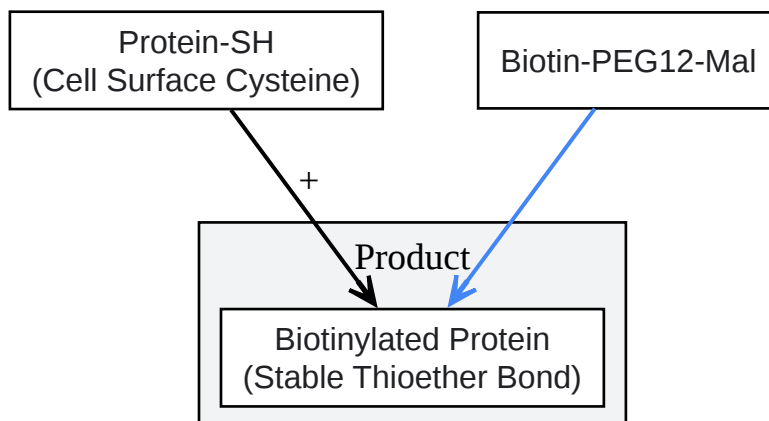 Protein-SH
(Cell Surface Cysteine)
Biotin-PEG12-Mal
+
Product
Biotinylated Protein
(Stable Thioether Bond)